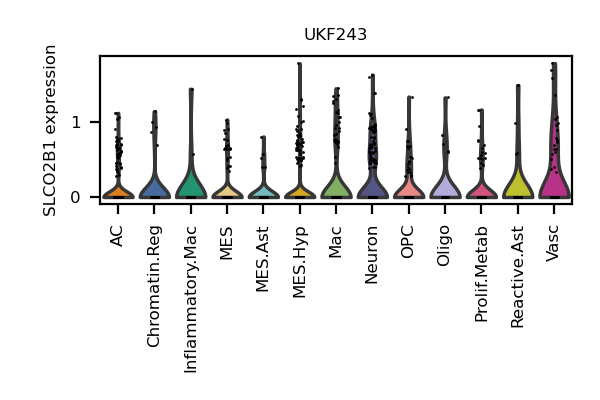 UKF243
SLCO2B1 expression
1
0
AC
Chromatin.Reg
Inflammatory.Mac
MES
MES.Ast
MES.Hyp
Mac
Neuron
OPC
Oligo
Prolif.Metab
Reactive.Ast
Vasc